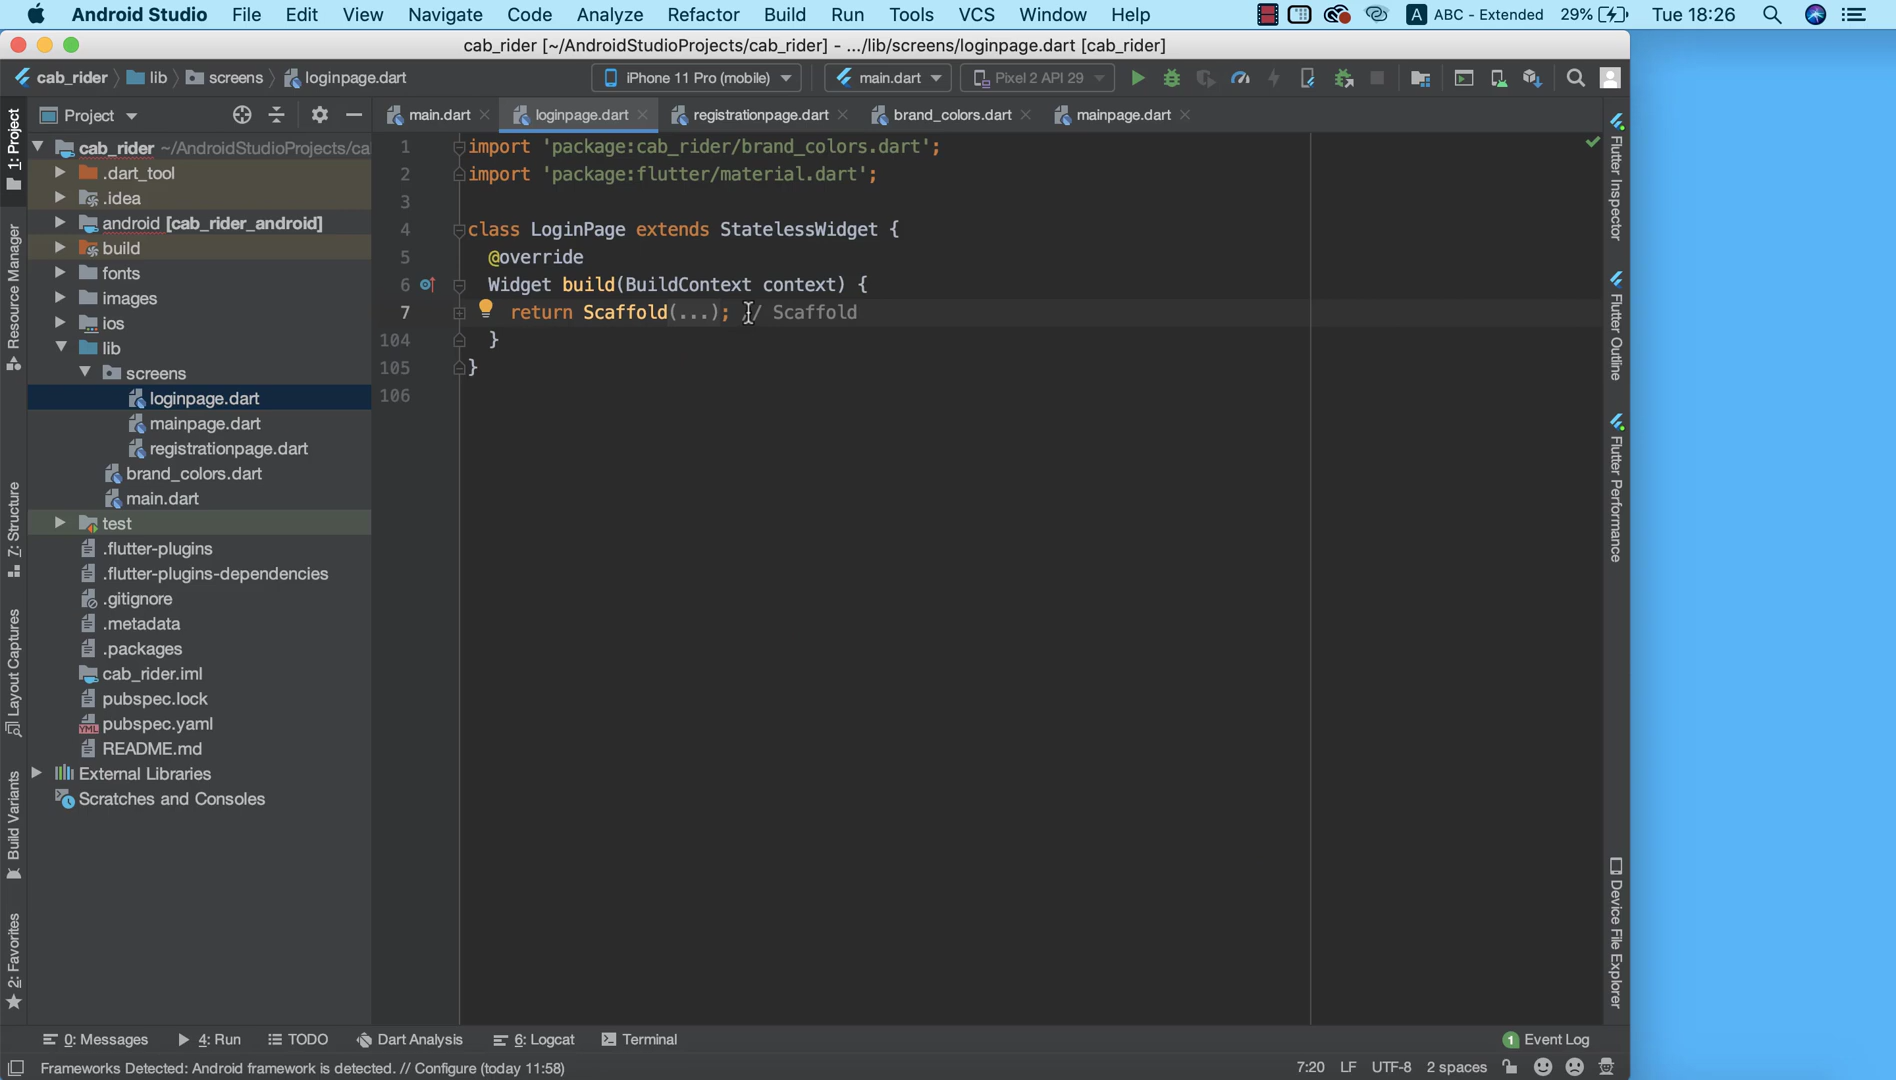 Android Studio File Edit View Navigate Code Analyze Refactor Build Run Tools VCS Window Help A ABC - Extended 29% Tue 18:26
cab_rider [~/AndroidStudioProjects/cab_rider] - .../lib/screens/loginpage.dart [cab_rider]
cab_rider lib screens loginpage.dart iPhone 11 Pro (mobile) main.dart Pixel 2 API 29
Project main.dart loginpage.dart registrationpage.dart brand_colors.dart mainpage.dart
cab_rider ~/AndroidStudioProjects/ca
.dart_tool
.idea
android [cab_rider_android]
build
fonts
images
ios
lib
screens
loginpage.dart
mainpage.dart
registrationpage.dart
brand_colors.dart
main.dart
test
.flutter-plugins
.flutter-plugins-dependencies
.gitignore
.metadata
.packages
cab_rider.iml
pubspec.lock
pubspec.yaml
README.md
External Libraries
Scratches and Consoles
1 import 'package:cab_rider/brand_colors.dart';
2 import 'package:flutter/material.dart';
3
4 class LoginPage extends StatelessWidget {
5 @override
6 Widget build(BuildContext context) {
7 return Scaffold(...); // Scaffold
104 }
105 }
106
1: Project
Resource Manager
7: Structure
Layout Captures
Build Variants
2: Favorites
Flutter Inspector
Flutter Outline
Flutter Performance
Device File Explorer
0: Messages 4: Run TODO Dart Analysis 6: Logcat Terminal 1 Event Log
Frameworks Detected: Android framework is detected. // Configure (today 11:58) 7:20 LF UTF-8 2 spaces